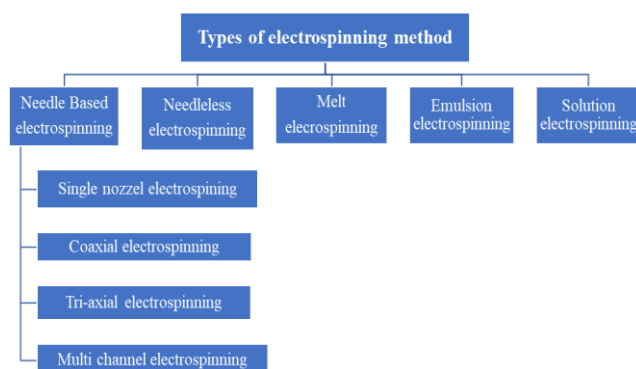 Types of electrospinning method
Needle Based
electrospinning
Needleless
electrospinning
Melt
elecrospinning
Emulsion
electrospinning
Solution
electrospinning
Single nozzel electrospining
Coaxial electrospinning
Tri-axial electrospinning
Multi channel electrospinning